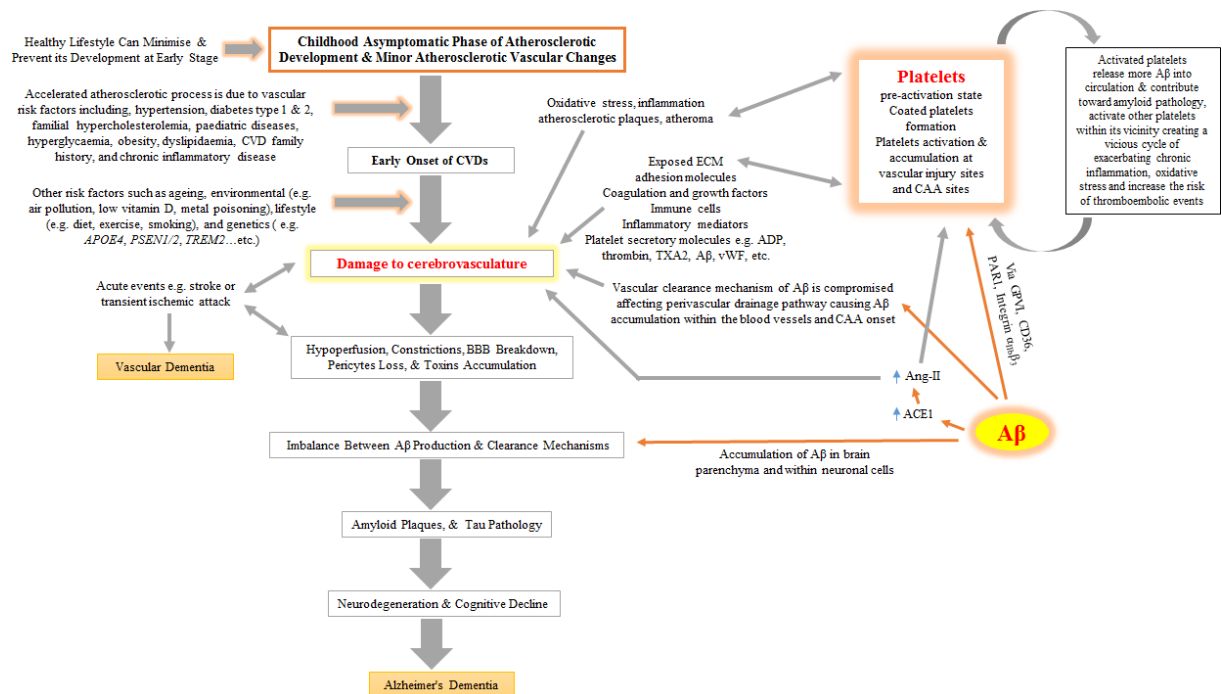 Healthy Lifestyle Can Minimise &
Prevent its Development at Early Stage
Childhood Asymptomatic Phase of Atherosclerotic
Development & Minor Atherosclerotic Vascular Changes
Accelerated atherosclerotic process is due to vascular
risk factors including, hypertension, diabetes type 1 & 2,
familial hypercholesterolemia, paediatric diseases,
hyperglycaemia, obesity, dyslipidaemia, CVD family
history, and chronic inflammatory disease
Early Onset of CVDs
Other risk factors such as ageing, environmental (e.g.
air pollution, low vitamin D, metal poisoning), lifestyle
(e.g. diet, exercise, smoking), and genetics ( e.g.
APOE4, PSEN1/2, TREM2…etc.)
Damage to cerebrovasculature
Acute events e.g. stroke or
transient ischemic attack
Vascular Dementia
Hypoperfusion, Constrictions, BBB Breakdown,
Pericytes Loss, & Toxins Accumulation
Imbalance Between Aβ Production & Clearance Mechanisms
Amyloid Plaques, & Tau Pathology
Neurodegeneration & Cognitive Decline
Alzheimer's Dementia
Oxidative stress, inflammation
atherosclerotic plaques, atheroma
Exposed ECM
adhesion molecules
Coagulation and growth factors
Immune cells
Inflammatory mediators
Platelet secretory molecules e.g. ADP,
thrombin, TXA2, Aβ, vWF, etc.
Vascular clearance mechanism of Aβ is compromised
affecting perivascular drainage pathway causing Aβ
accumulation within the blood vessels and CAA onset
Platelets
pre-activation state
Coated platelets
formation
Platelets activation &
accumulation at
vascular injury sites
and CAA sites
Activated platelets
release more Aβ into
circulation & contribute
toward amyloid pathology,
activate other platelets
within its vicinity creating a
vicious cycle of
exacerbating chronic
inflammation, oxidative
stress and increase the risk
of thromboembolic events
Via GPVI, CD36,
PAR1, Integrin αIIbβ3
Ang-II
ACE1
Aβ
Accumulation of Aβ in brain
parenchyma and within neuronal cells